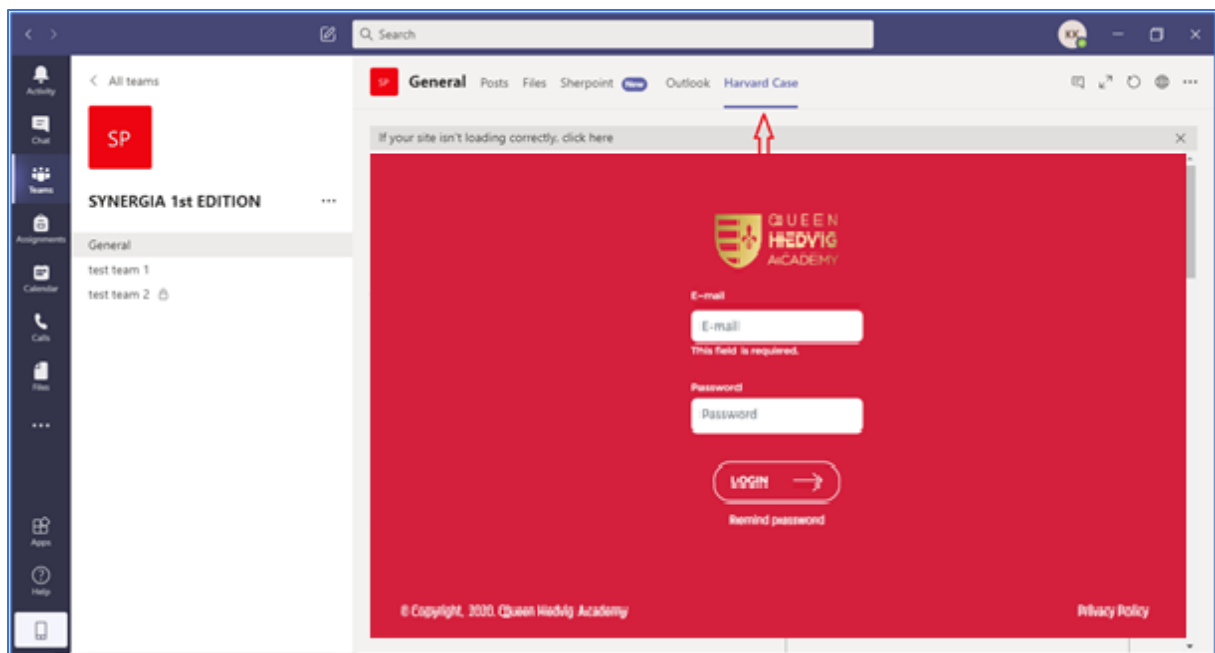 Search
KK
Activity
Chat
Teams
Assignments
Calendar
Calls
Files
Apps
Help
All teams
SP
SYNERGIA 1st EDITION
General
test team 1
test team 2
SP General Posts Files Sherpoint New Outlook Harvard Case
If your site isn't loading correctly, click here
QUEEN
HEDVIG
ACADEMY
E-mail
E-mail
This field is required.
Password
Password
LOGIN
Remind password
© Copyright, 2020. Queen Hedvig Academy
Privacy Policy